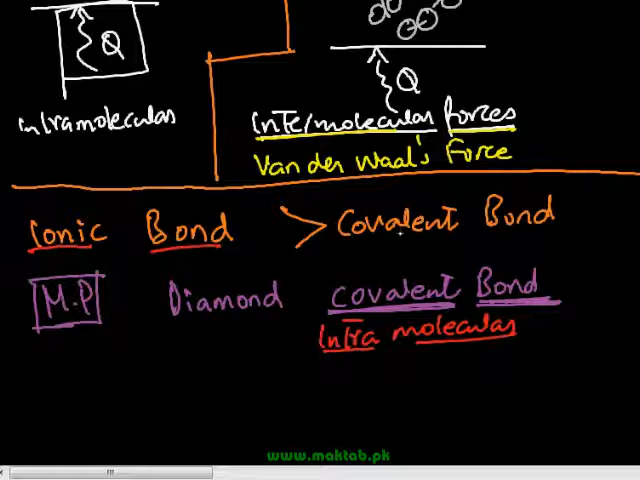 Q
Q
intramolecular
Intermolecular forces
Van der Waal's Force
Ionic Bond > Covalent Bond
M.P Diamond covalent Bond
Intra molecular
www.maktab.pk